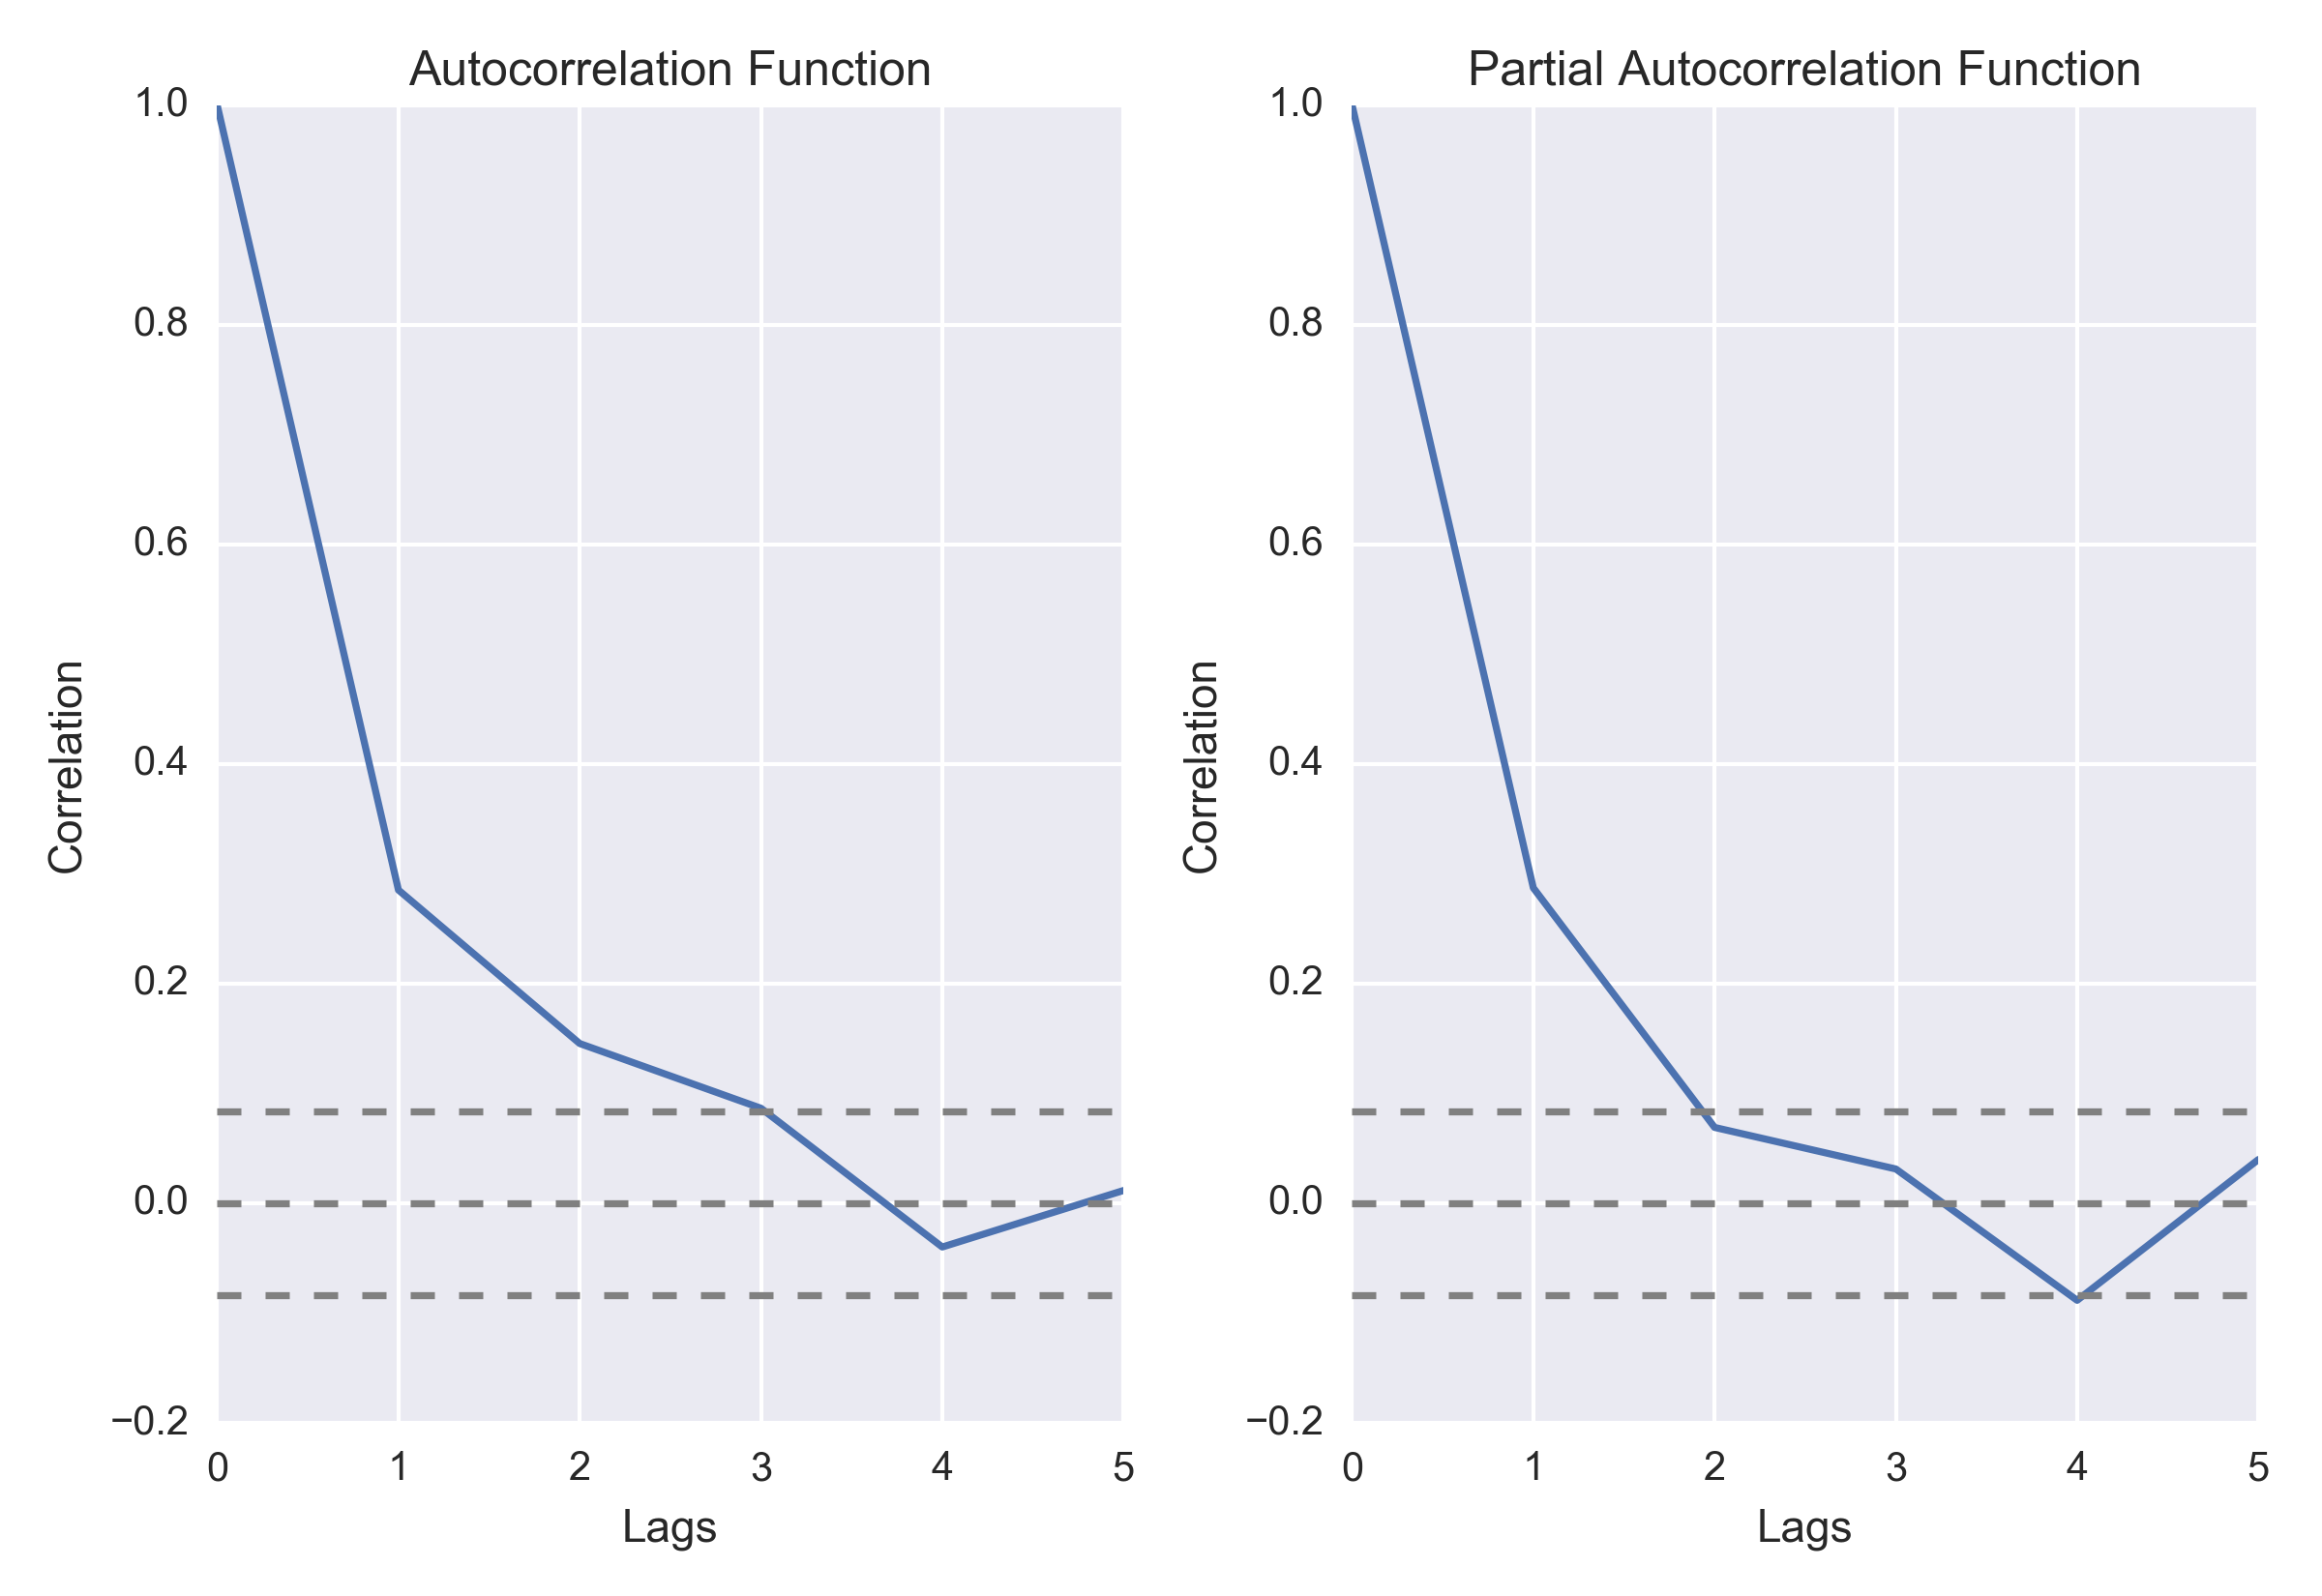 Autocorrelation Function
1.0
0.8
0.6
0.4
0.2
0.0
−0.2
Correlation
0 1 2 3 4 5
Lags
Partial Autocorrelation Function
1.0
0.8
0.6
0.4
0.2
0.0
−0.2
Correlation
0 1 2 3 4 5
Lags